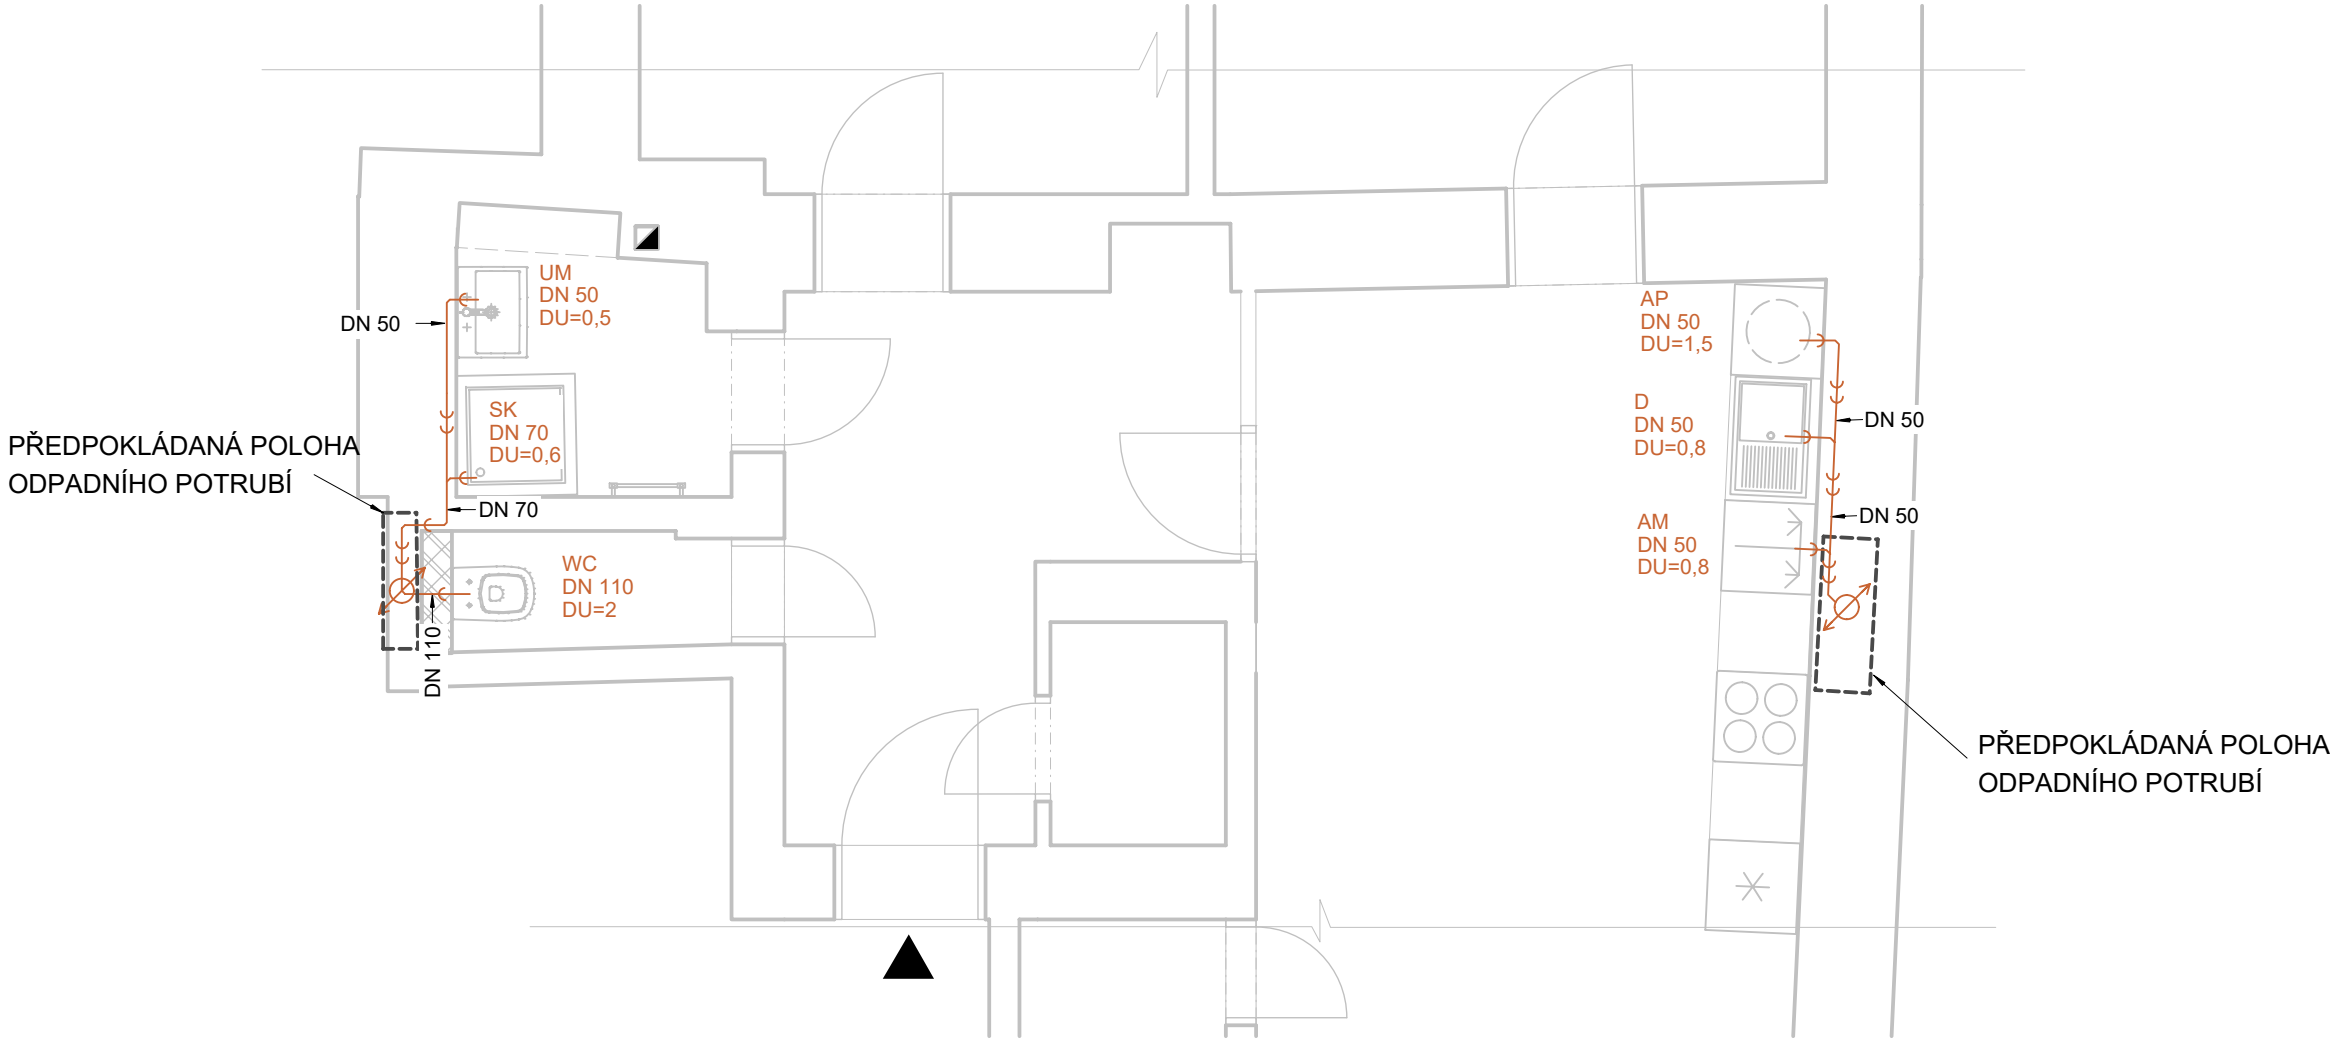 UM
DN 50
DU=0,5
DN 50
SK
DN 70
DU=0,6
PŘEDPOKLÁDANÁ POLOHA
ODPADNÍHO POTRUBÍ
DN 70
WC
DN 110
DU=2
DN 110
AP
DN 50
DU=1,5
D
DN 50
DU=0,8
DN 50
AM
DN 50
DU=0,8
DN 50
PŘEDPOKLÁDANÁ POLOHA
ODPADNÍHO POTRUBÍ